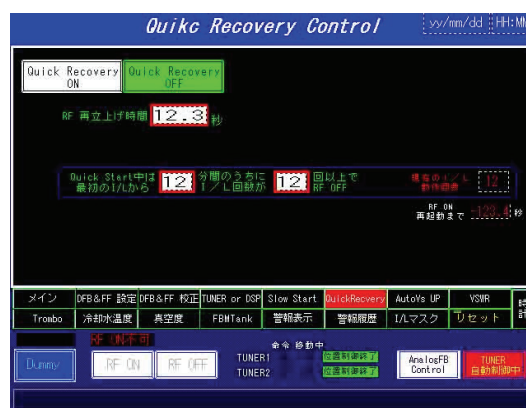 Quikc Recovery Control
yy/mm/dd HH:MM
Quick Recovery ON
Quick Recovery OFF
RF 再立上げ時間 12.3 秒
Quick Start中は
最初のI/Lから 12 分間のうちに
I/L回数が 12 回以上で
RF OFF
現在のI/L
動作回数 12
RF ON
再起動まで -123.4 秒
メイン DFB&FF 設定 DFB&FF 校正 TUNER or DSP Slow Start QuickRecvery AutoVs UP VSWR 時計
Trombo 冷却水温度 真空度 FBMTank 警報表示 警報履歴 I/Lマスク リセット
RF ON不可
命令 移動中
Dummy RF ON RF OFF
TUNER1 位置制御終了
TUNER2 位置制御終了
AnalogFB Control
TUNER 自動制御中